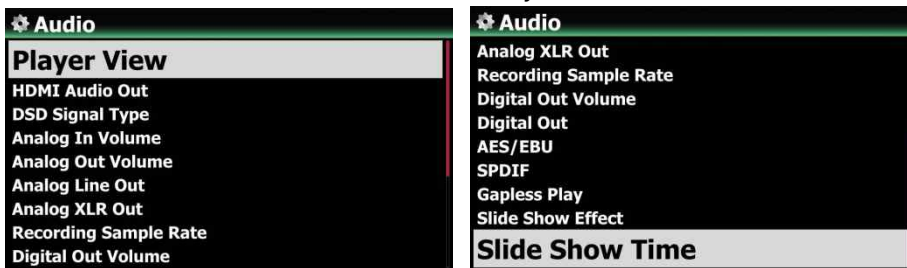 Audio
Player View
HDMI Audio Out
DSD Signal Type
Analog In Volume
Analog Out Volume
Analog Line Out
Analog XLR Out
Recording Sample Rate
Digital Out Volume
Audio
Analog XLR Out
Recording Sample Rate
Digital Out Volume
Digital Out
AES/EBU
SPDIF
Gapless Play
Slide Show Effect
Slide Show Time